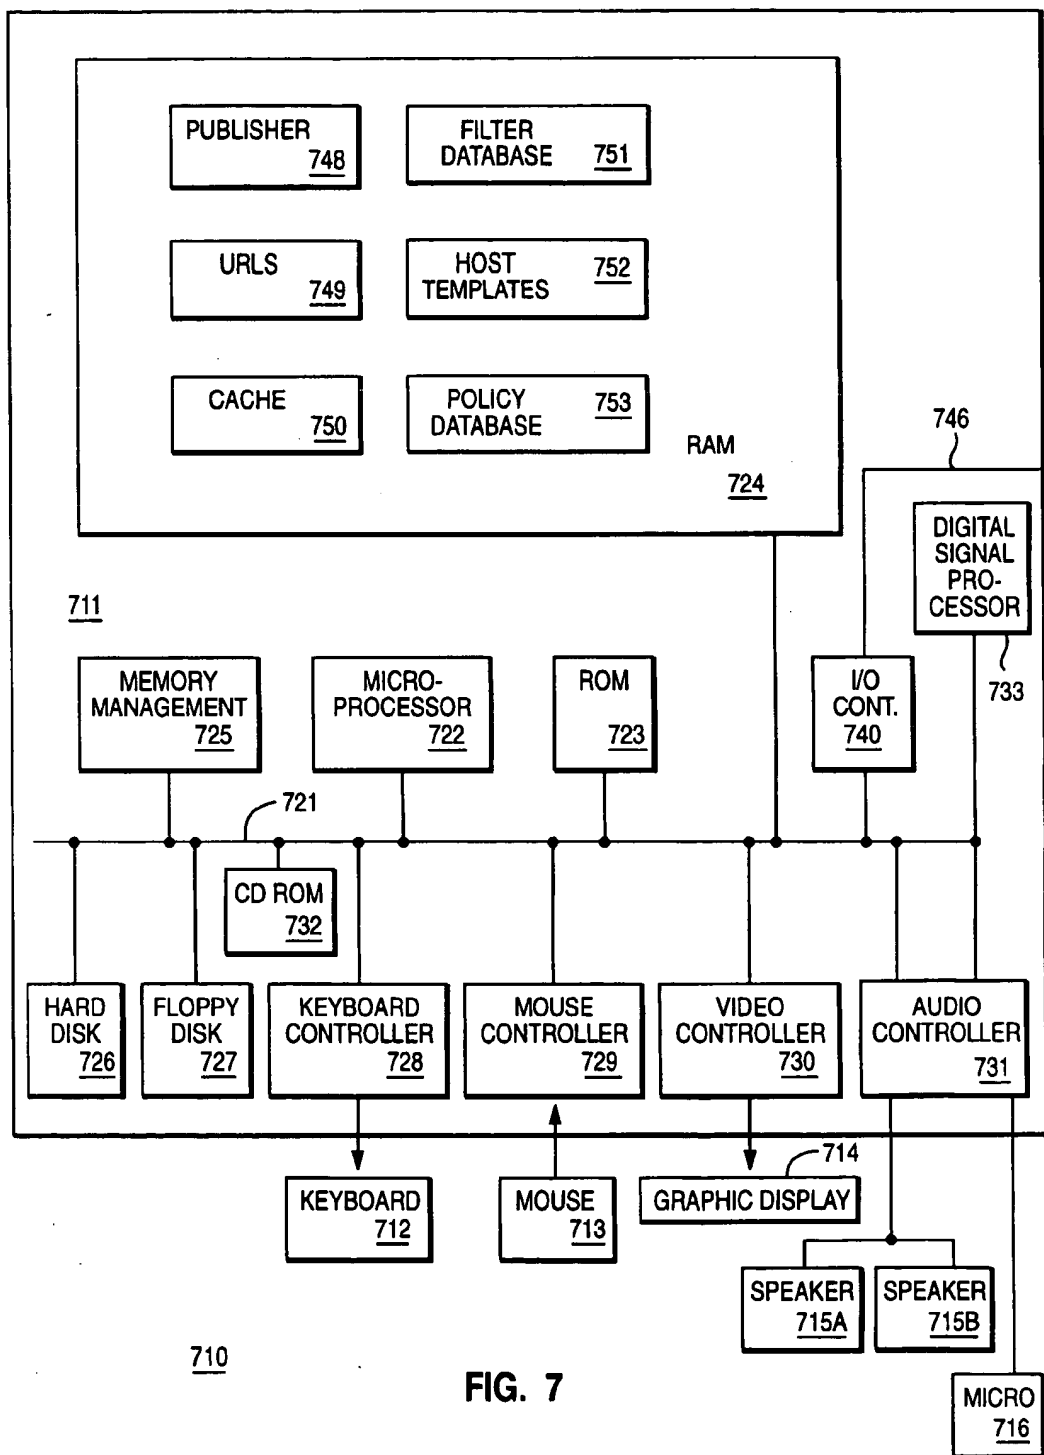 PUBLISHER
748
FILTER
DATABASE
751
URLS
749
HOST
TEMPLATES
752
CACHE
750
POLICY
DATABASE
753
RAM
724
746
DIGITAL
SIGNAL
PRO-
CESSOR
733
711
MEMORY
MANAGEMENT
725
MICRO-
PROCESSOR
722
ROM
723
I/O
CONT.
740
721
CD ROM
732
HARD
DISK
726
FLOPPY
DISK
727
KEYBOARD
CONTROLLER
728
MOUSE
CONTROLLER
729
VIDEO
CONTROLLER
730
AUDIO
CONTROLLER
731
KEYBOARD
712
MOUSE
713
714
GRAPHIC DISPLAY
SPEAKER
715A
SPEAKER
715B
710
FIG. 7
MICRO
716